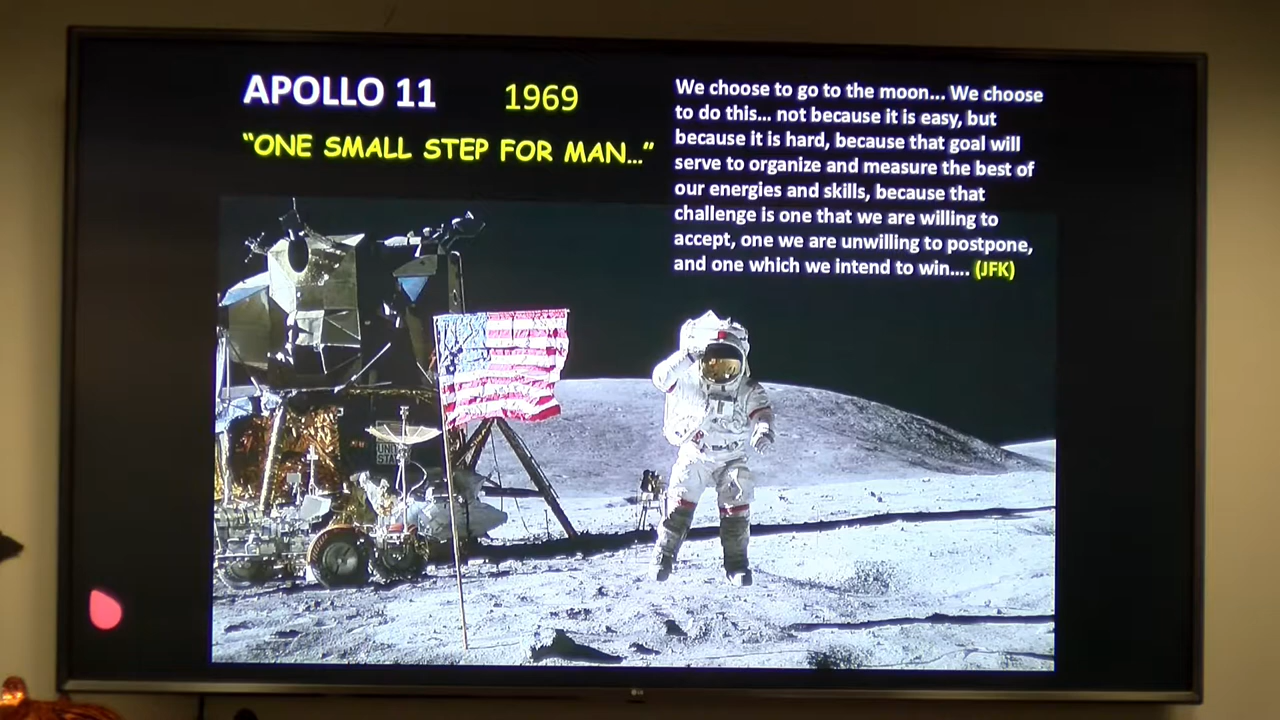 APOLLO 11
1969
“ONE SMALL STEP FOR MAN…”
We choose to go to the moon... We choose
to do this... not because it is easy, but
because it is hard, because that goal will
serve to organize and measure the best of
our energies and skills, because that
challenge is one that we are willing to
accept, one we are unwilling to postpone,
and one which we intend to win.... (JFK)
UNI
STA
LG